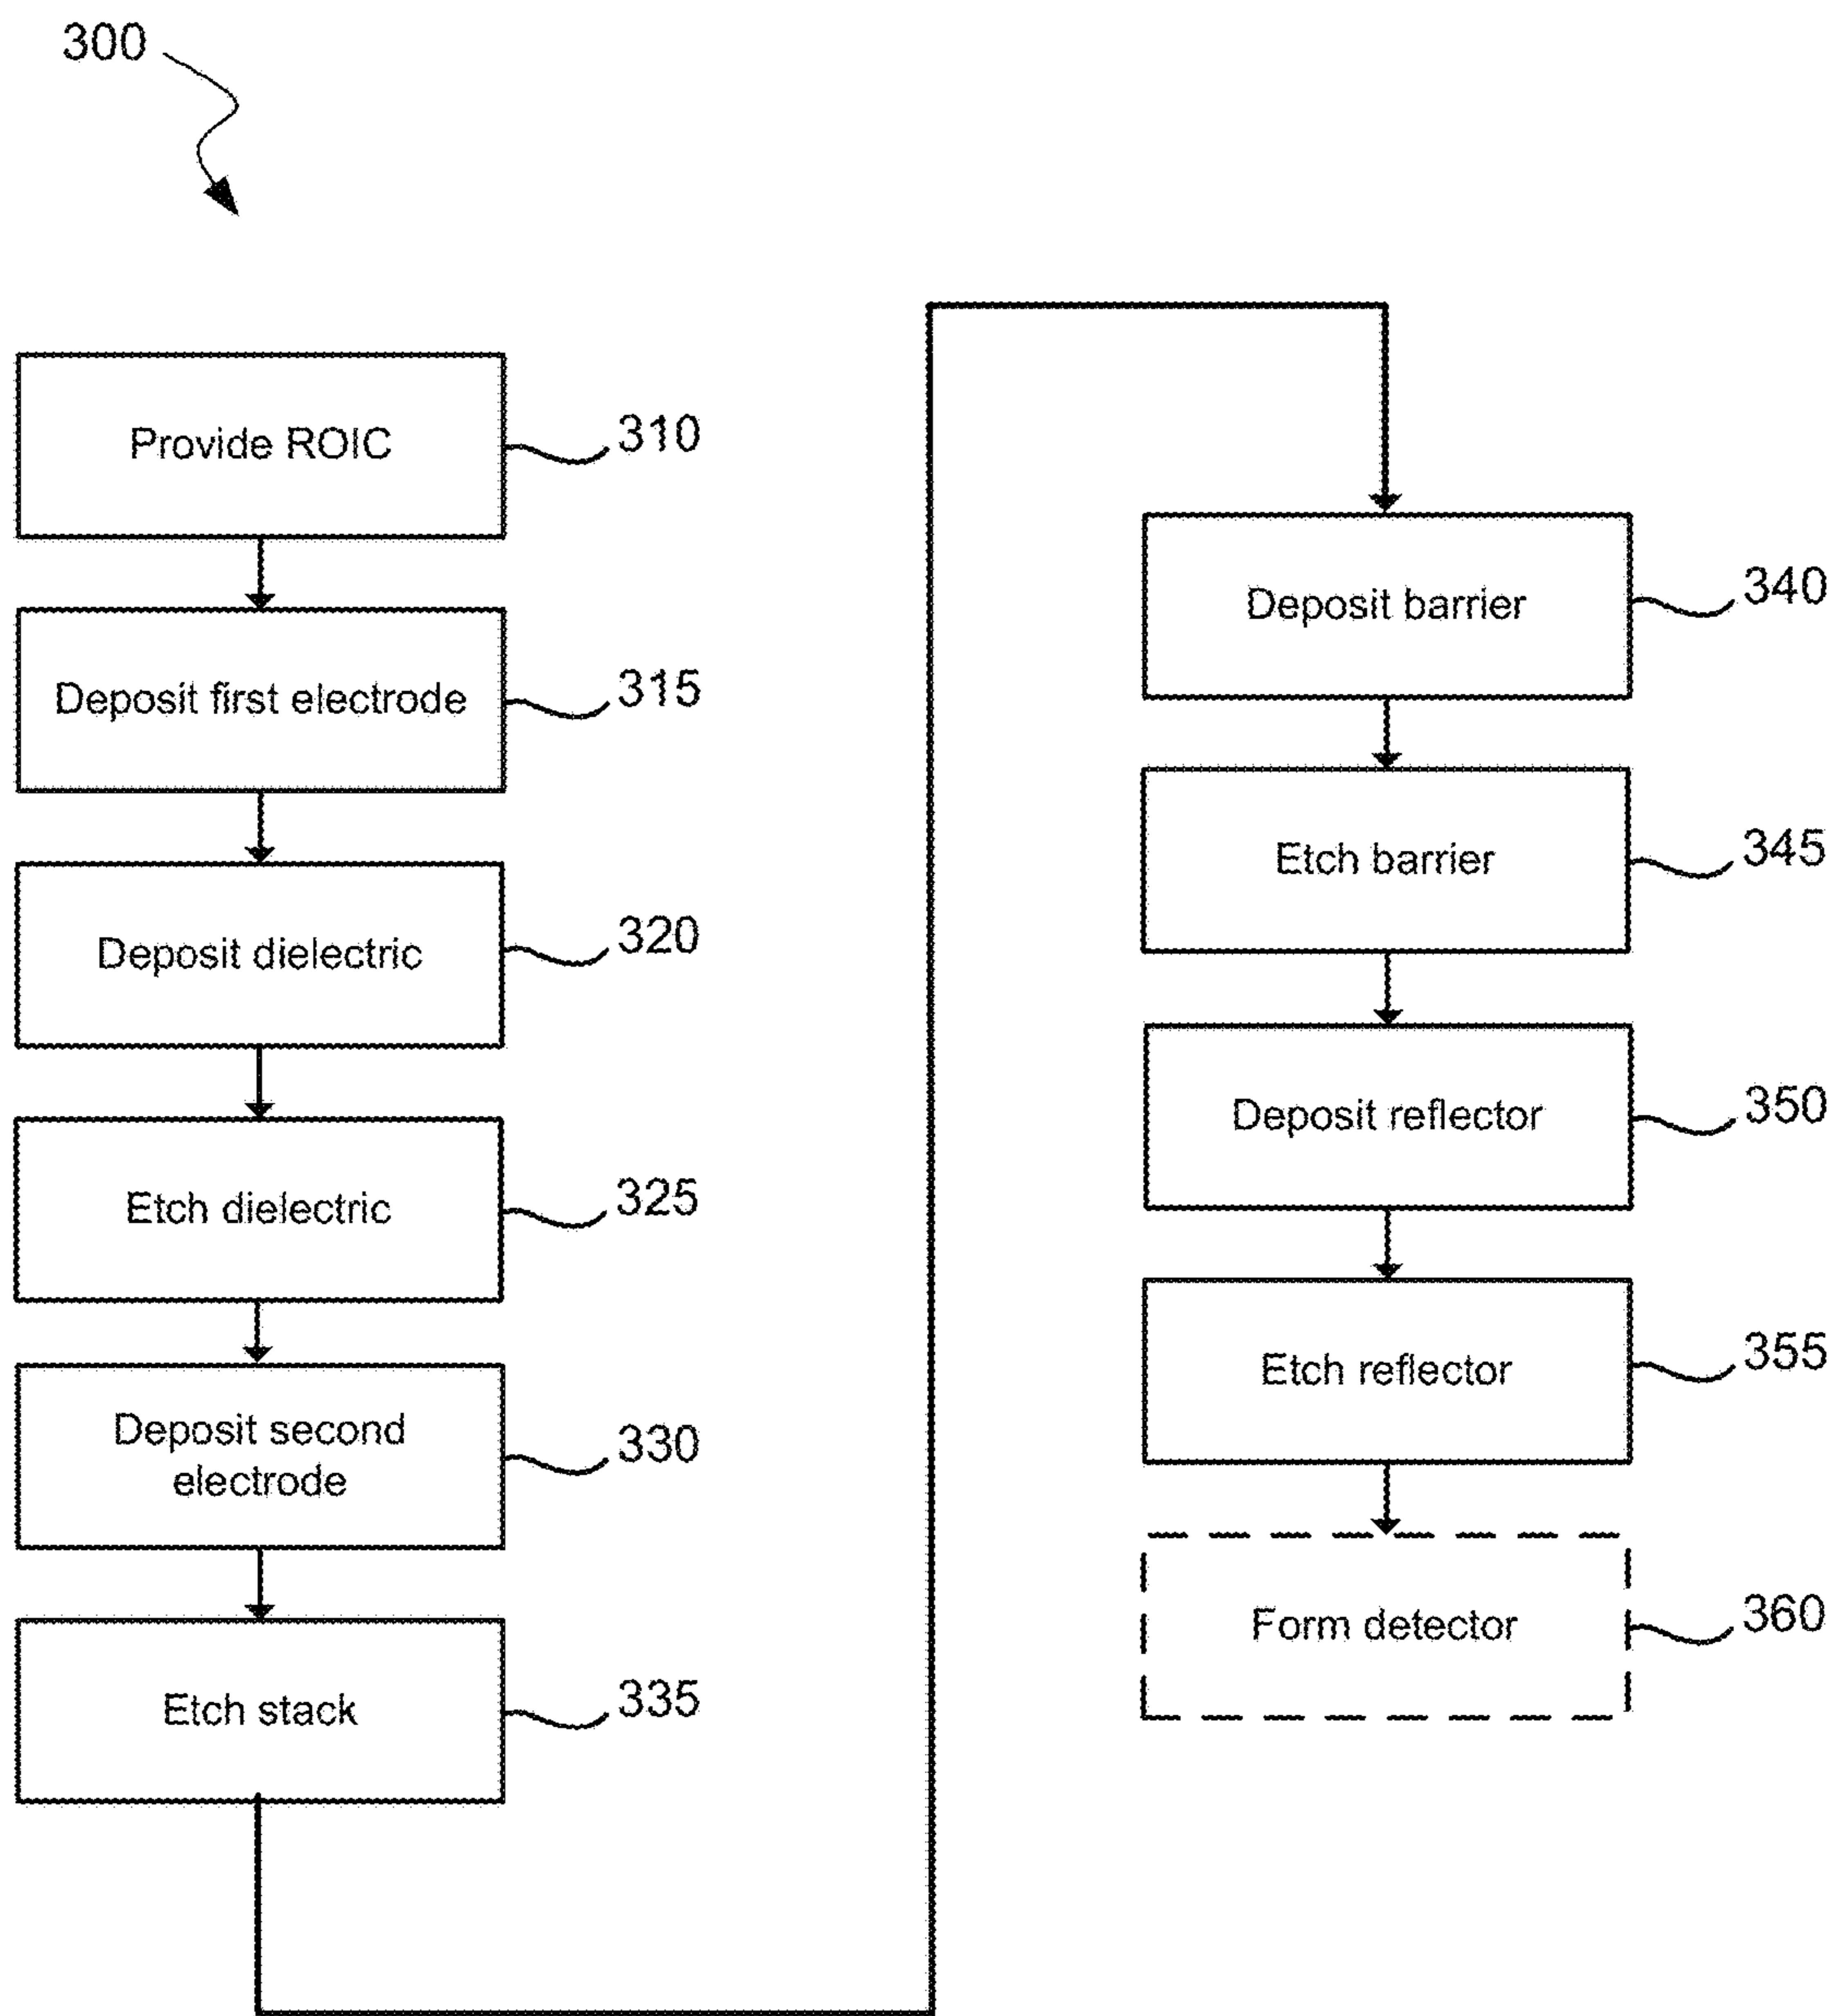 300
Provide ROIC
310
Deposit first electrode
315
Deposit dielectric
320
Etch dielectric
325
Deposit second
electrode
330
Etch stack
335
Deposit barrier
340
Etch barrier
345
Deposit reflector
350
Etch reflector
355
Form detector
360